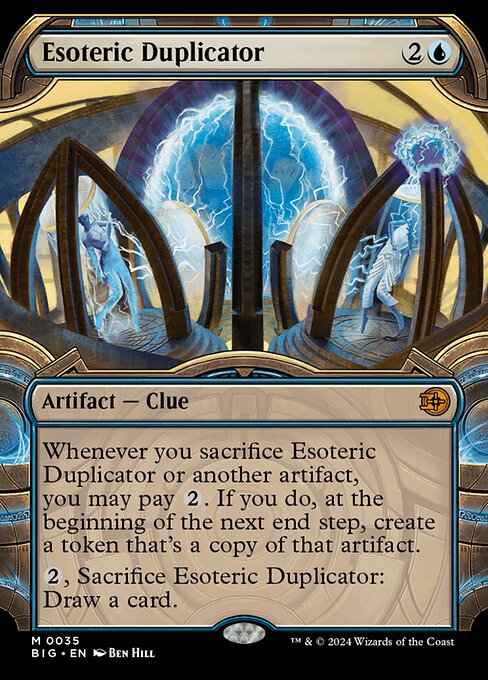 Esoteric Duplicator 2
Artifact — Clue
Whenever you sacrifice Esoteric
Duplicator or another artifact,
you may pay 2. If you do, at the
beginning of the next end step, create
a token that's a copy of that artifact.
2, Sacrifice Esoteric Duplicator:
Draw a card.
M 0035
BIG • EN Ben Hill
™ & © 2024 Wizards of the Coast